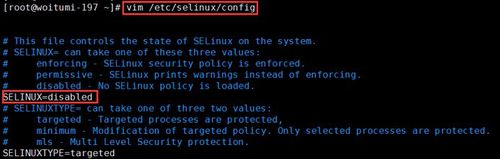 [root@woitumi-197 ~]# vim /etc/selinux/config
# This file controls the state of SELinux on the system.
# SELINUX= can take one of these three values:
#     enforcing - SELinux security policy is enforced.
#     permissive - SELinux prints warnings instead of enforcing.
#     disabled - No SELinux policy is loaded.
SELINUX=disabled
# SELINUXTYPE= can take one of three two values:
#     targeted - Targeted processes are protected,
#     minimum - Modification of targeted policy. Only selected processes are protected.
#     mls - Multi Level Security protection.
SELINUXTYPE=targeted